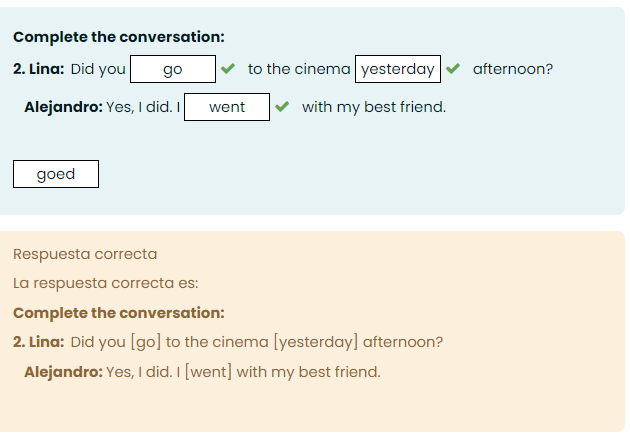 Complete the conversation:
2. Lina: Did you go to the cinema yesterday afternoon?
Alejandro: Yes, I did. I went with my best friend.
goed
Respuesta correcta
La respuesta correcta es:
Complete the conversation:
2. Lina: Did you [go] to the cinema [yesterday] afternoon?
Alejandro: Yes, I did. I [went] with my best friend.